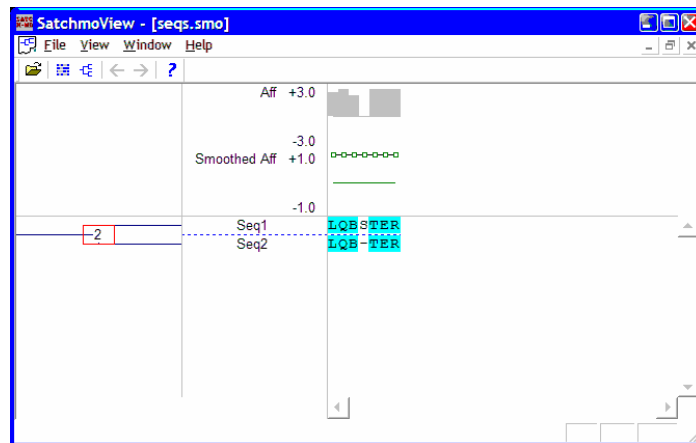 SatchmoView - [seqs.smo]
File View Window Help
?
Aff +3.0
-3.0
Smoothed Aff +1.0
-1.0
2
Seq1 LQBSTER
Seq2 LQB-TER